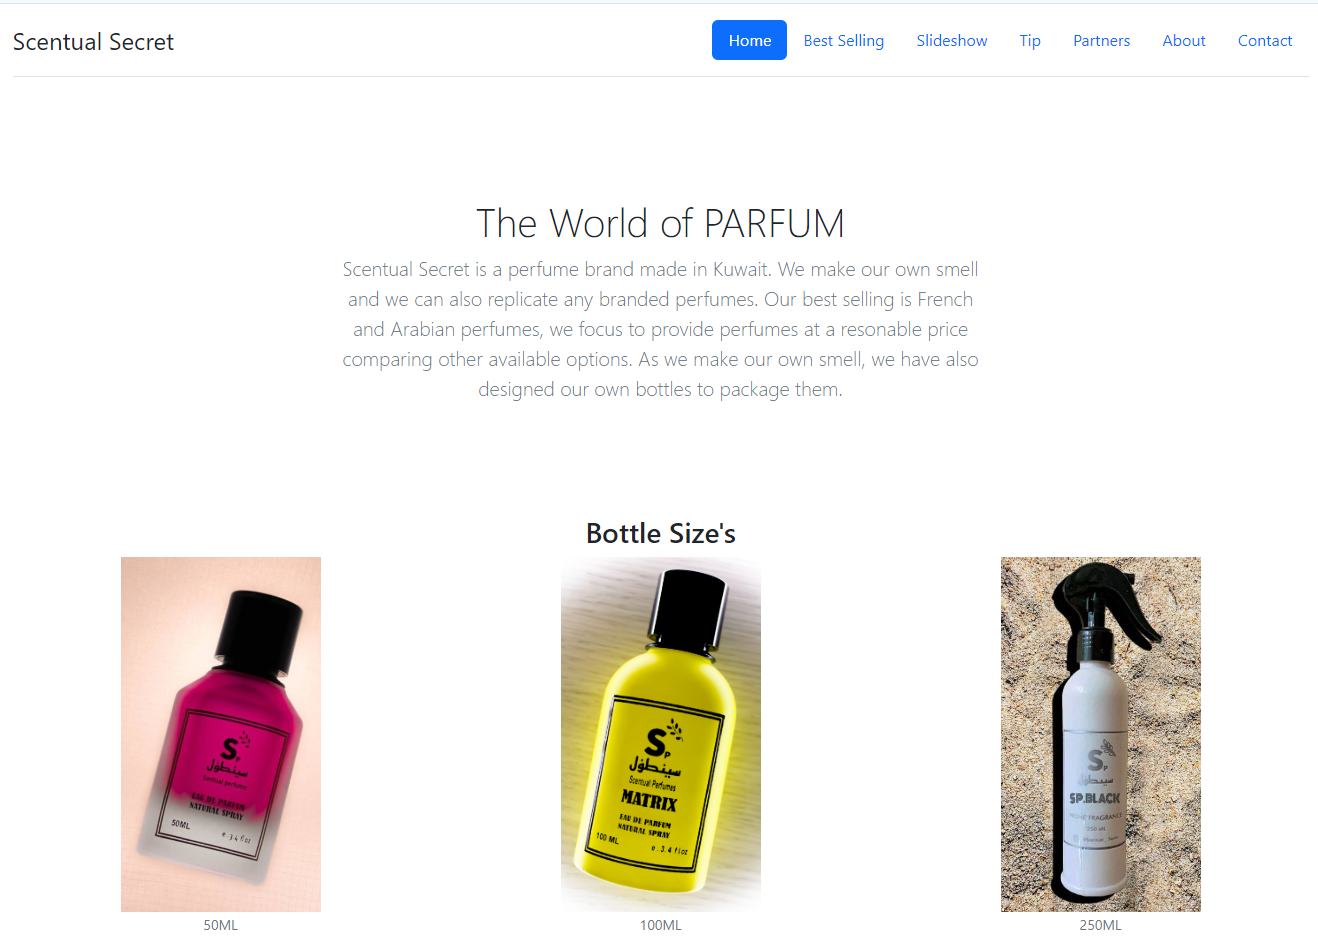 Scentual Secret
Home Best Selling Slideshow Tip Partners About Contact
The World of PARFUM
Scentual Secret is a perfume brand made in Kuwait. We make our own smell
and we can also replicate any branded perfumes. Our best selling is French
and Arabian perfumes, we focus to provide perfumes at a resonable price
comparing other available options. As we make our own smell, we have also
designed our own bottles to package them.
Bottle Size's
Sp
سينطول
Sentual perfume
EAU DE PARFUM
NATURAL SPRAY
50ML
e. 3.4 floz
50ML
Sp
سينطول
Scentual Perfumes
MATRIX
EAU DE PARFUM
NATURAL SPRAY
100 ML
e. 3.4 floz
100ML
Sp
سينطول
SP.BLACK
HOME FRAGRANCE
250 ML
250ML